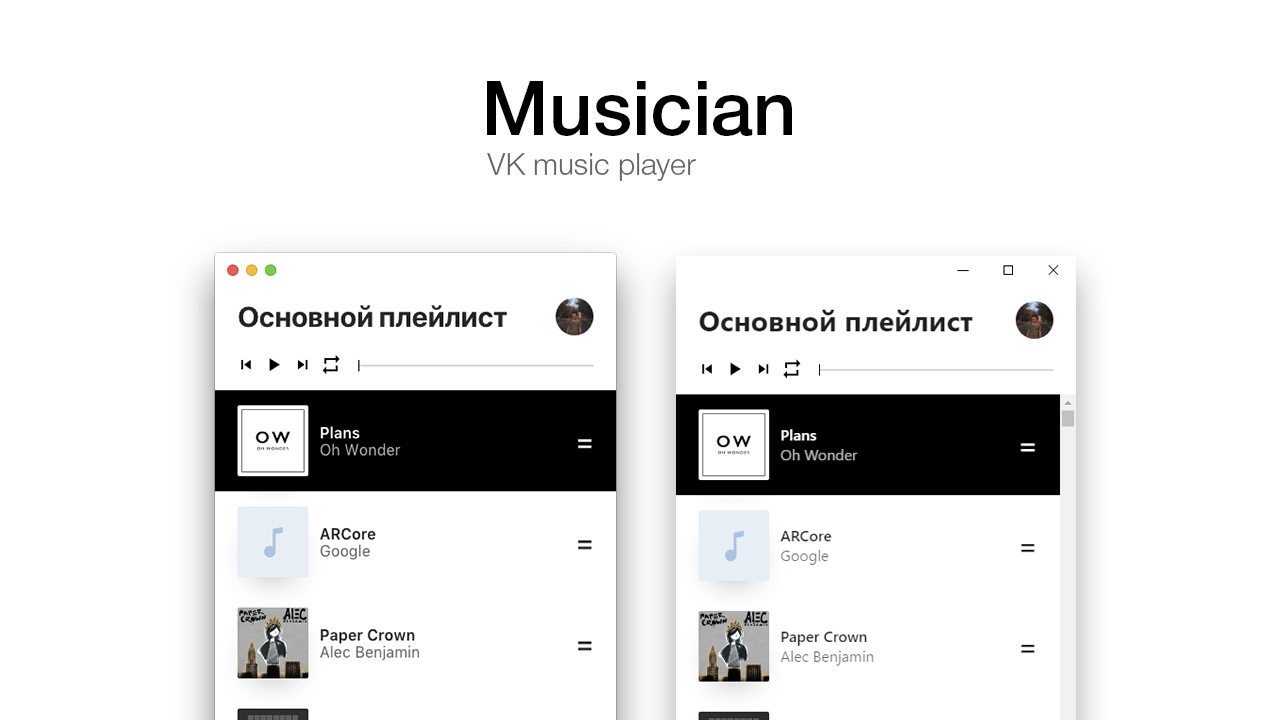 Musician
VK music player
Основной плейлист
OW
OH WONDER
Plans
Oh Wonder
ARCore
Google
PAPER CROWN
ALEC BENJAMIN
Paper Crown
Alec Benjamin
Основной плейлист
OW
OH WONDER
Plans
Oh Wonder
ARCore
Google
PAPER CROWN
ALEC BENJAMIN
Paper Crown
Alec Benjamin